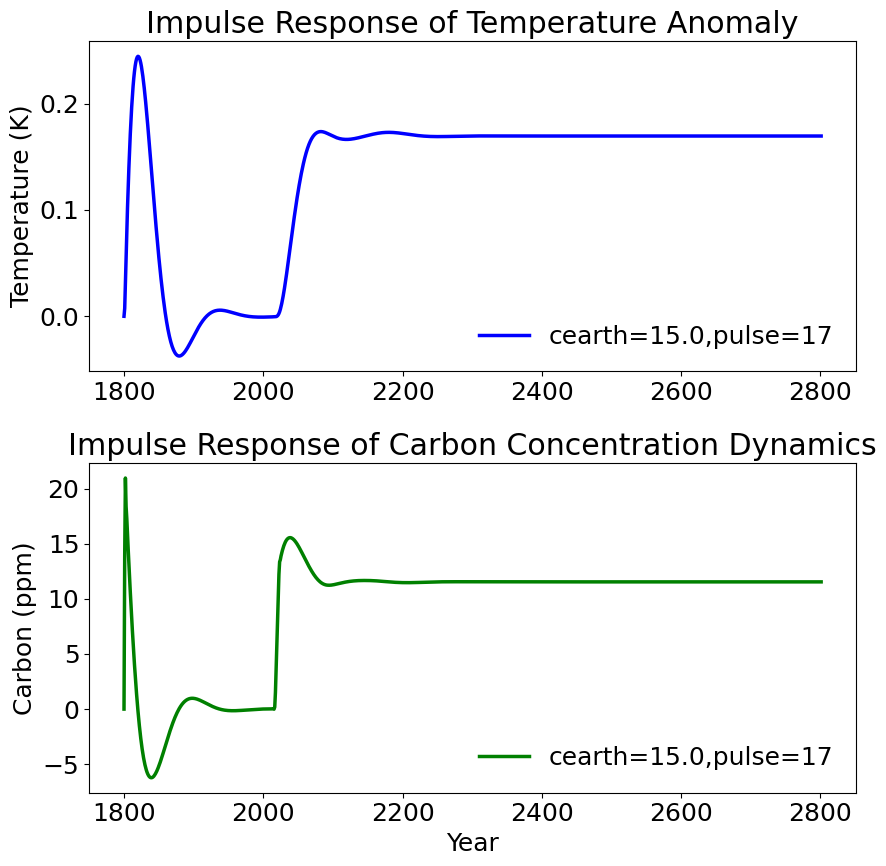 Impulse Response of Temperature Anomaly
Temperature (K)
0.2
0.1
0.0
cearth=15.0,pulse=17
1800 2000 2200 2400 2600 2800
Impulse Response of Carbon Concentration Dynamics
Carbon (ppm)
20
15
10
5
0
−5
cearth=15.0,pulse=17
1800 2000 2200 2400 2600 2800
Year